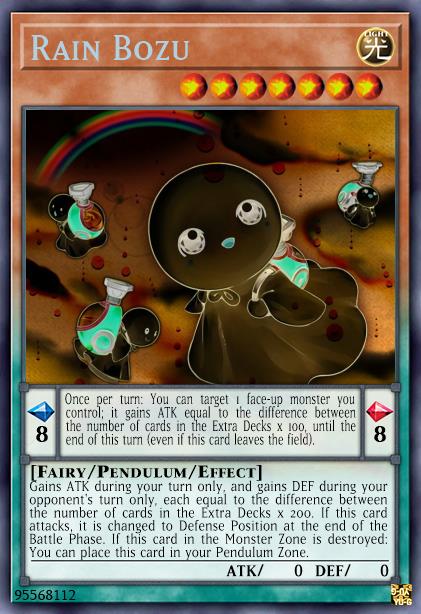 Rain Bozu
LIGHT
光
Once per turn: You can target 1 face-up monster you
control; it gains ATK equal to the difference between
the number of cards in the Extra Decks x 100, until the
end of this turn (even if this card leaves the field).
8
8
[Fairy/Pendulum/Effect]
Gains ATK during your turn only, and gains DEF during your
opponent's turn only, each equal to the difference between
the number of cards in the Extra Decks x 200. If this card
attacks, it is changed to Defense Position at the end of the
Battle Phase. If this card in the Monster Zone is destroyed:
You can place this card in your Pendulum Zone.
ATK/ 0 DEF/ 0
95568112